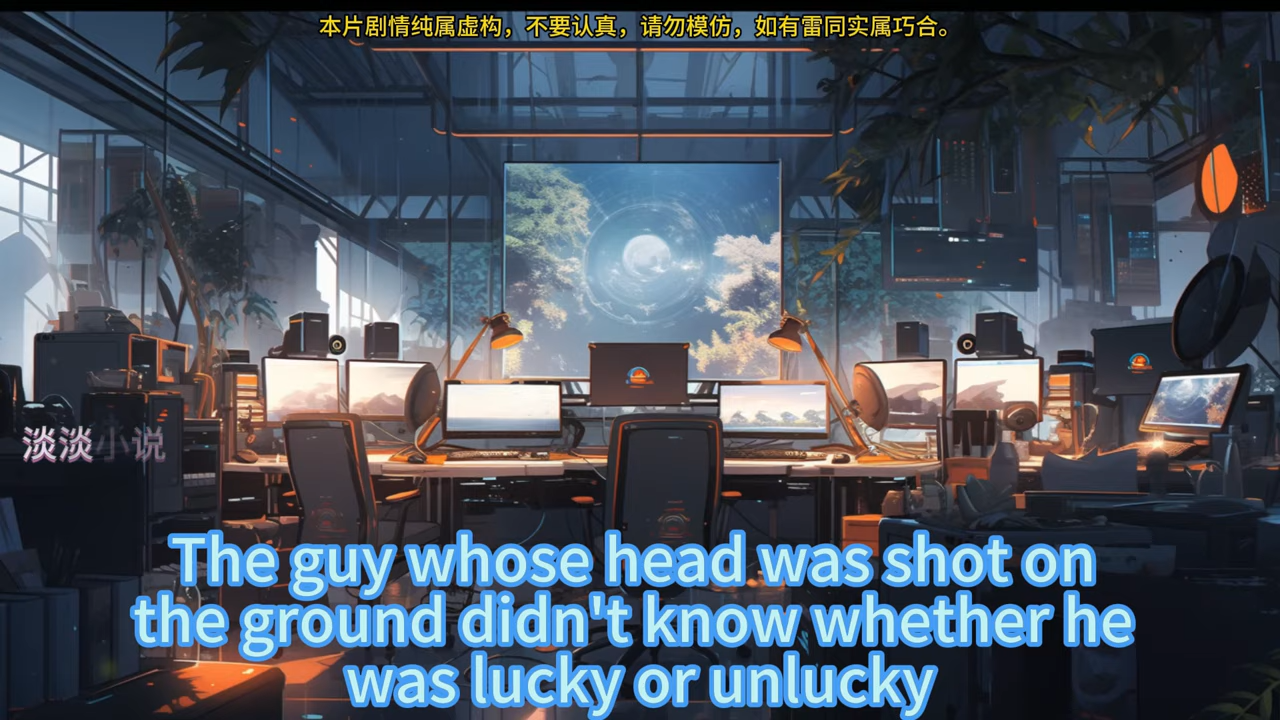 本片剧情纯属虚构，不要认真，请勿模仿，如有雷同实属巧合。
淡淡小说
The guy whose head was shot on
the ground didn't know whether he
was lucky or unlucky